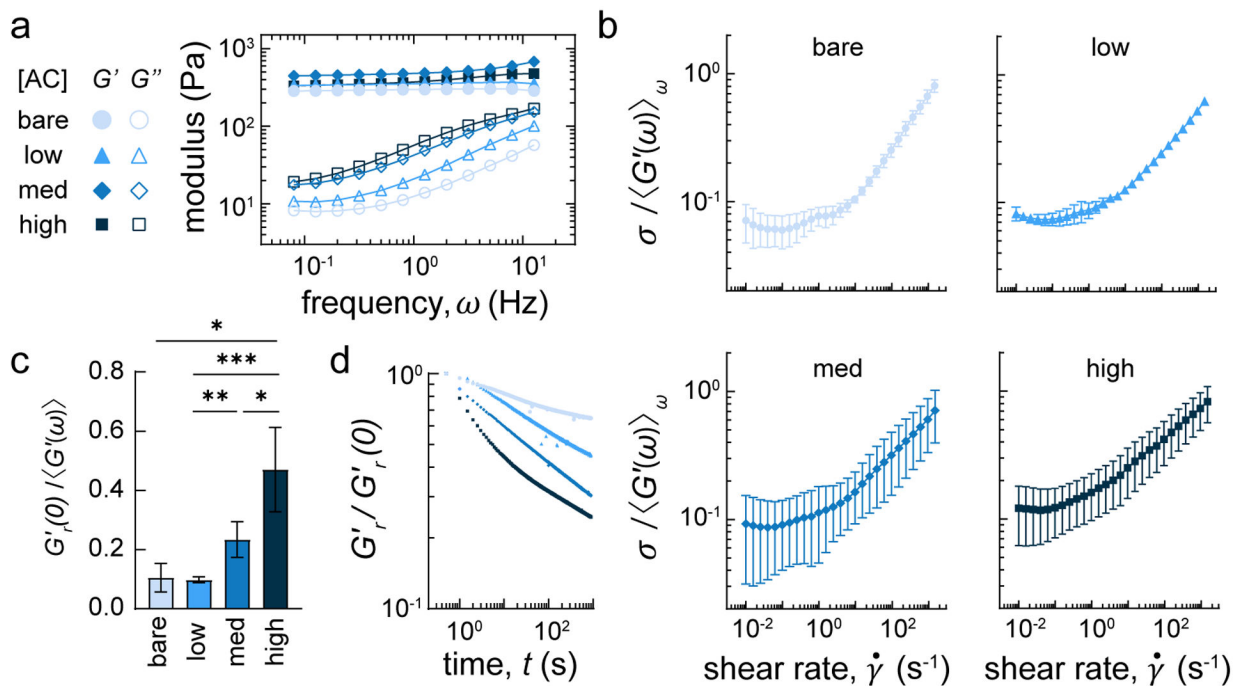 a
[AC] G' G''
bare
low
med
high
modulus (Pa)
10³
10²
10¹
10⁻¹ 10⁰ 10¹
frequency, ω (Hz)
b
bare
low
σ / ⟨G'(ω)⟩ω
10⁰
10⁻¹
c
G'r(0) / ⟨G'(ω)⟩
0.8
0.6
0.4
0.2
0.0
*
***
** *
bare
low
med
high
d
G'r / G'r(0)
10⁰
10⁻¹
10⁰ 10²
time, t (s)
med
high
σ / ⟨G'(ω)⟩ω
10⁰
10⁻¹
10⁻² 10⁰ 10²
shear rate, γ̇ (s⁻¹)
10⁻² 10⁰ 10²
shear rate, γ̇ (s⁻¹)